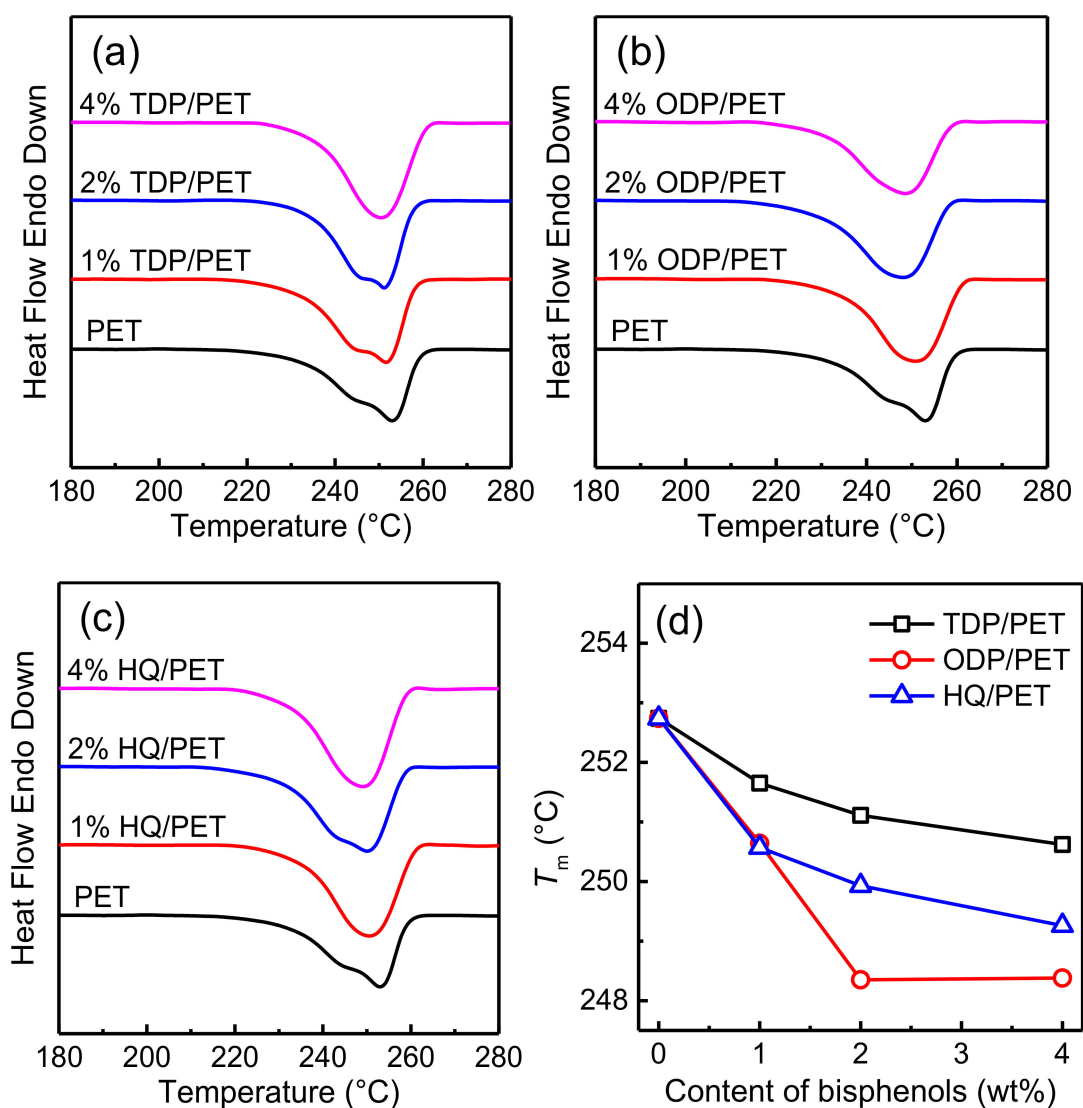 (a)
4% TDP/PET
2% TDP/PET
1% TDP/PET
PET
Heat Flow Endo Down
180 200 220 240 260 280
Temperature (°C)
(b)
4% ODP/PET
2% ODP/PET
1% ODP/PET
PET
Heat Flow Endo Down
180 200 220 240 260 280
Temperature (°C)
(c)
4% HQ/PET
2% HQ/PET
1% HQ/PET
PET
Heat Flow Endo Down
180 200 220 240 260 280
Temperature (°C)
(d)
TDP/PET
ODP/PET
HQ/PET
254
252
250
248
Tm (°C)
0 1 2 3 4
Content of bisphenols (wt%)